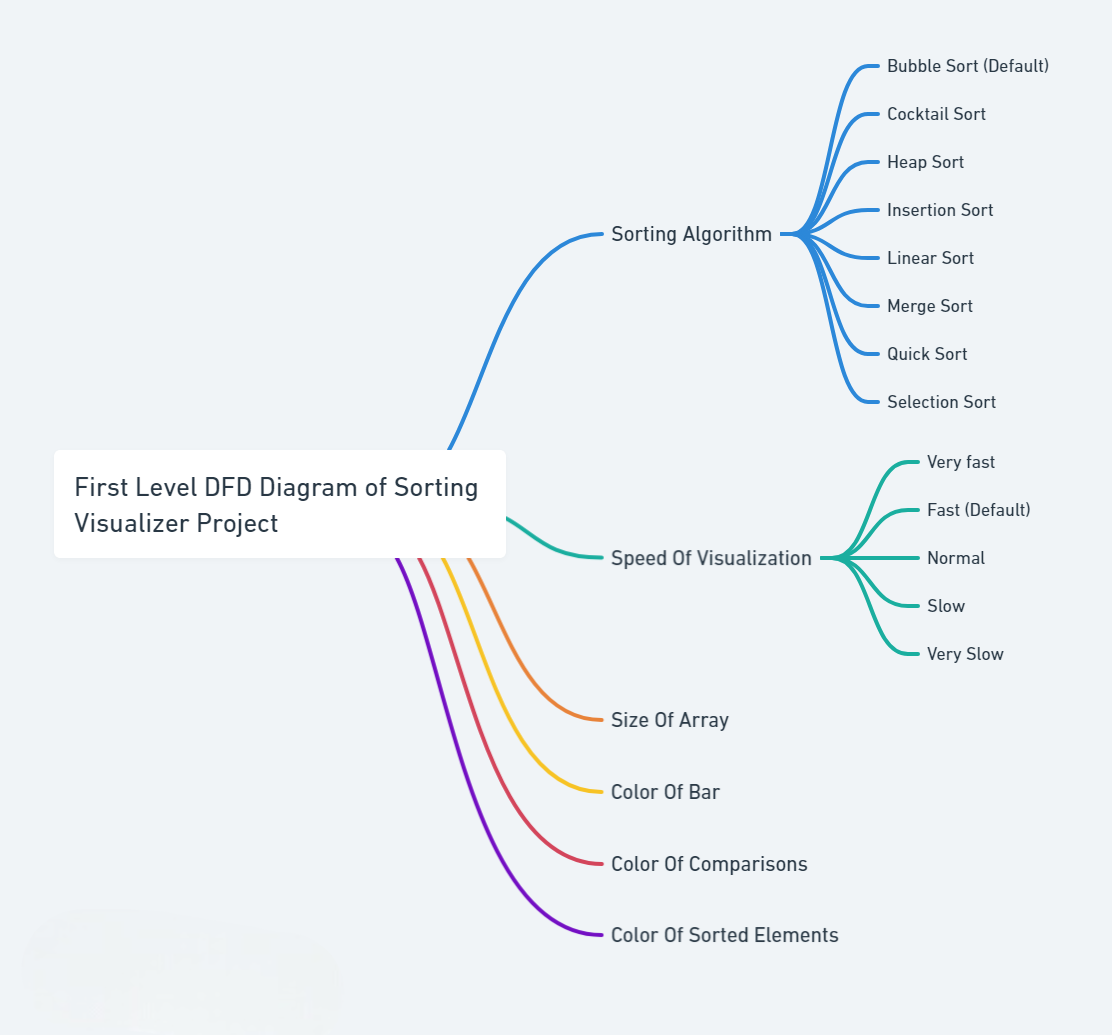 First Level DFD Diagram of Sorting
Visualizer Project
Sorting Algorithm
Bubble Sort (Default)
Cocktail Sort
Heap Sort
Insertion Sort
Linear Sort
Merge Sort
Quick Sort
Selection Sort
Speed Of Visualization
Very fast
Fast (Default)
Normal
Slow
Very Slow
Size Of Array
Color Of Bar
Color Of Comparisons
Color Of Sorted Elements